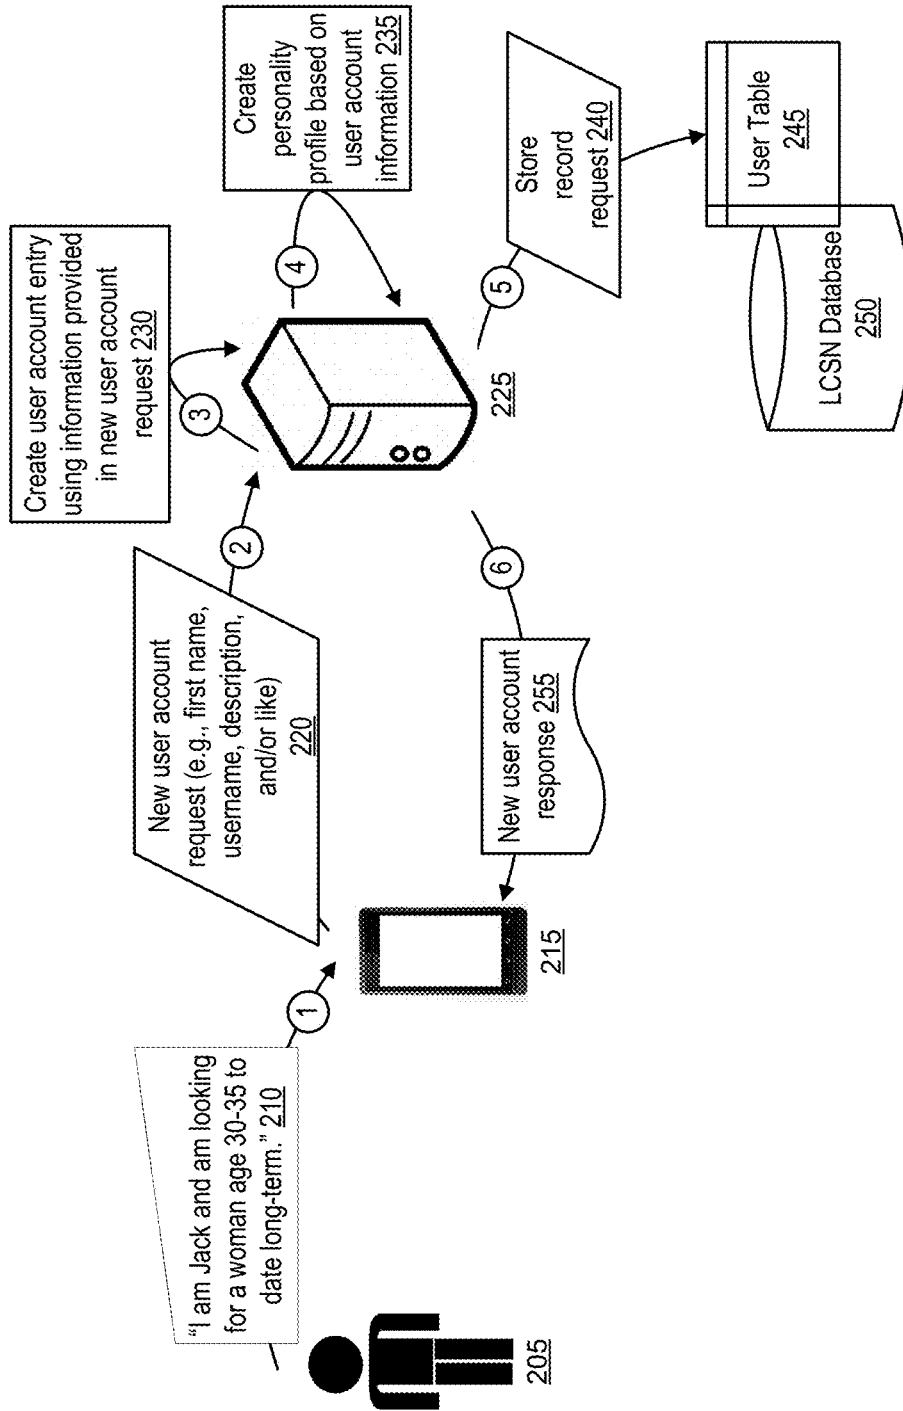 "I am Jack and am looking
for a woman age 30-35 to
date long-term." 210
205
1
215
New user account
request (e.g., first name,
username, description,
and/or like)
220
2
Create user account entry
using information provided
in new user account
request 230
3
225
Create
personality
profile based on
user account
information 235
4
5
Store
record
request 240
User Table
245
LCSN Database
250
6
New user account
response 255